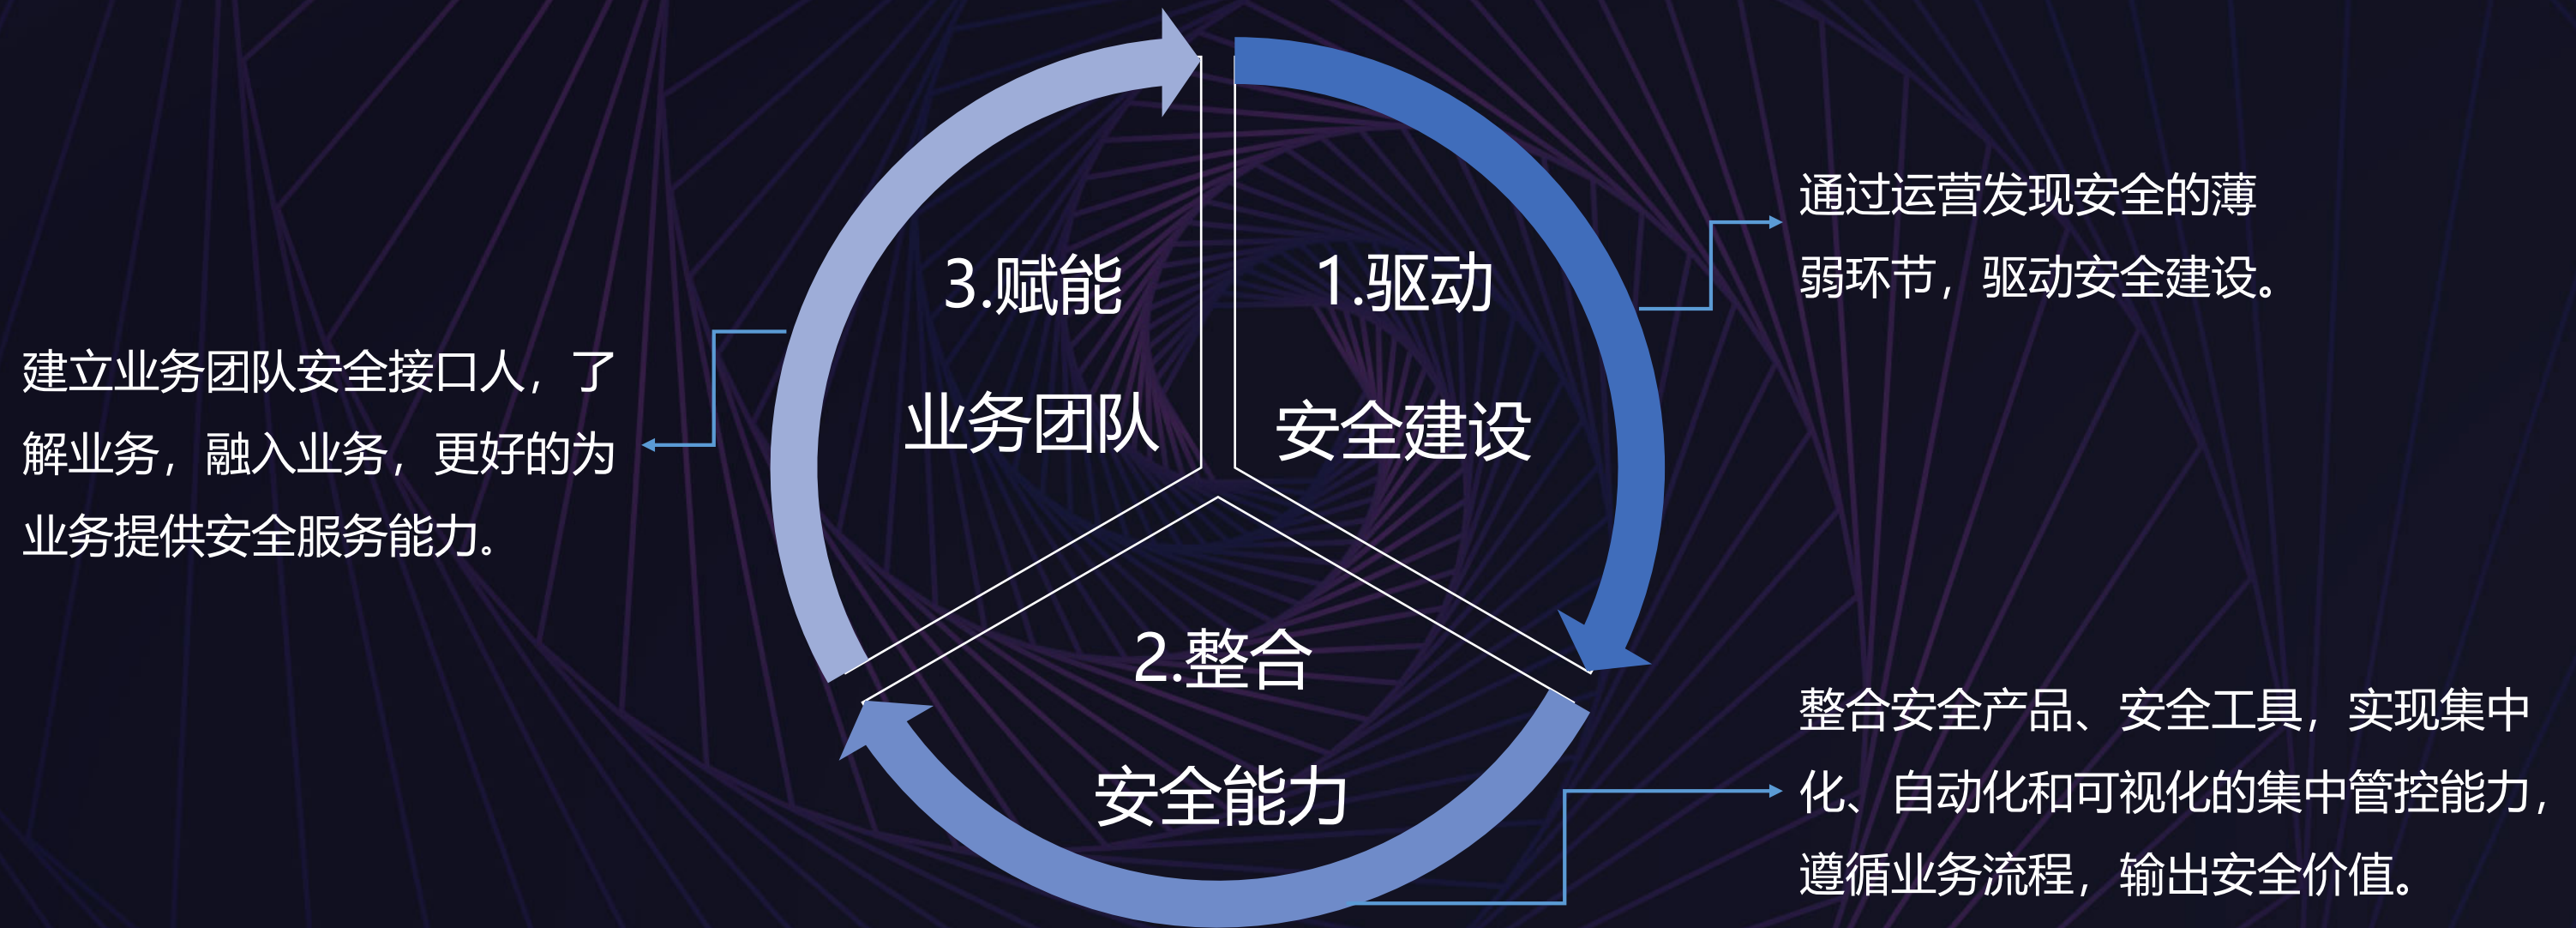 1.驱动
安全建设
通过运营发现安全的薄
弱环节，驱动安全建设。
2.整合
安全能力
整合安全产品、安全工具，实现集中
化、自动化和可视化的集中管控能力，
遵循业务流程，输出安全价值。
3.赋能
业务团队
建立业务团队安全接口人，了
解业务，融入业务，更好的为
业务提供安全服务能力。